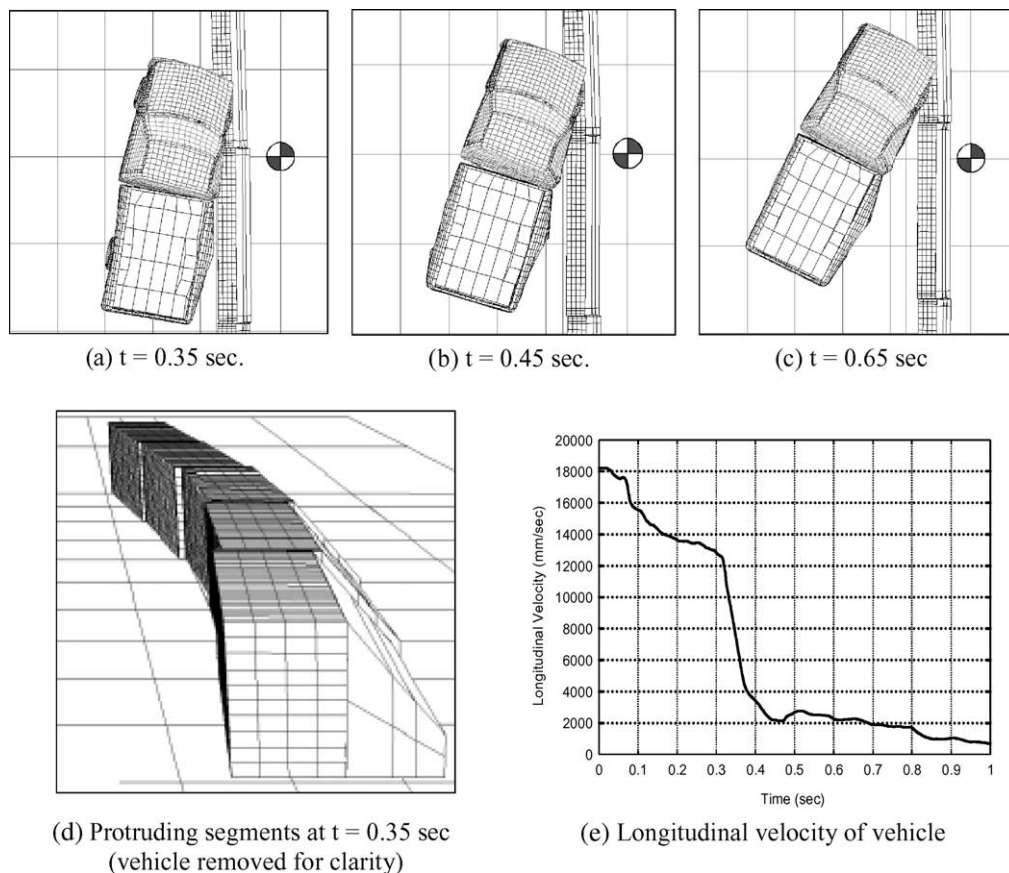 (a) t = 0.35 sec.
(b) t = 0.45 sec.
(c) t = 0.65 sec
(d) Protruding segments at t = 0.35 sec
(vehicle removed for clarity)
20000
18000
16000
14000
12000
10000
8000
6000
4000
2000
0
Longitudinal Velocity (mm/sec)
0 0.1 0.2 0.3 0.4 0.5 0.6 0.7 0.8 0.9 1
Time (sec)
(e) Longitudinal velocity of vehicle